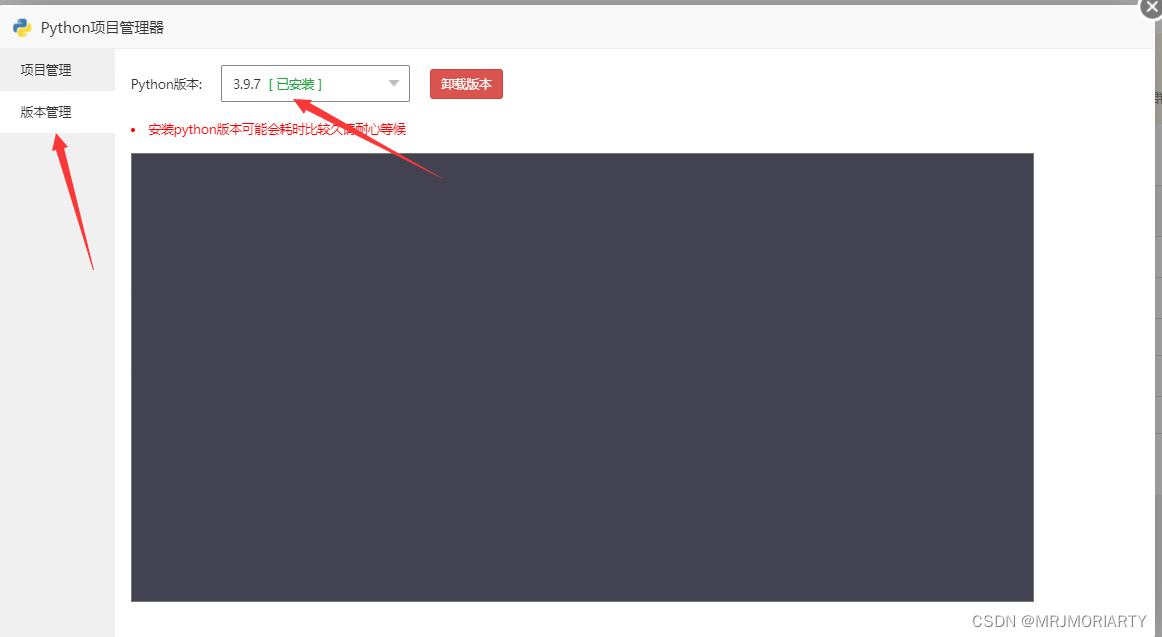 Python项目管理器
项目管理
版本管理
Python版本: 3.9.7 [ 已安装 ] 卸载版本
安装python版本可能会耗时比较久请耐心等候
CSDN @MRJMORIARTY